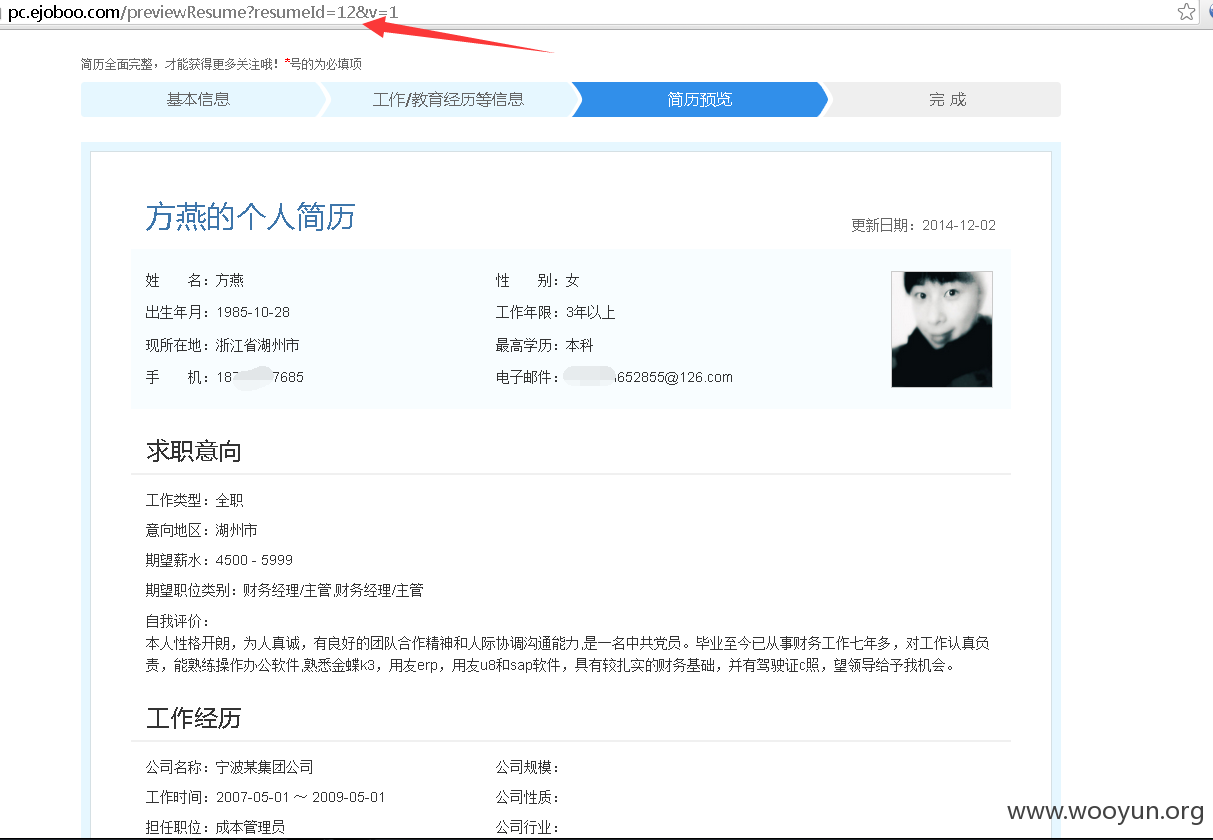 pc.ejoboo.com/previewResume?resumeId=12&v=1
简历全面完整，才能获得更多关注哦！*号的为必填项
基本信息 工作/教育经历等信息 简历预览 完 成
方燕的个人简历
更新日期：2014-12-02
姓 名：方燕 性 别：女
出生年月：1985-10-28 工作年限：3年以上
现所在地：浙江省湖州市 最高学历：本科
手 机：187 7685 电子邮件： 652855@126.com
求职意向
工作类型：全职
意向地区：湖州市
期望薪水：4500 - 5999
期望职位类别：财务经理/主管,财务经理/主管
自我评价：
本人性格开朗，为人真诚，有良好的团队合作精神和人际协调沟通能力,是一名中共党员。毕业至今已从事财务工作七年多，对工作认真负
责，能熟练操作办公软件,熟悉金蝶k3，用友erp，用友u8和sap软件，具有较扎实的财务基础，并有驾驶证c照，望领导给予我机会。
工作经历
公司名称：宁波某集团公司 公司规模：
工作时间：2007-05-01 ～ 2009-05-01 公司性质：
担任职位：成本管理员 公司行业：
www.wooyun.org